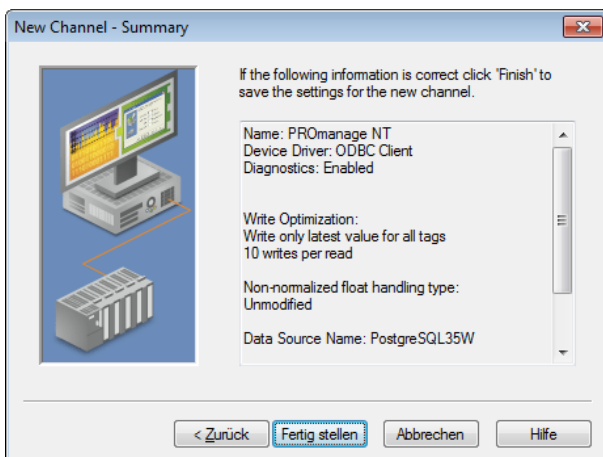 New Channel - Summary
If the following information is correct click 'Finish' to
save the settings for the new channel.
Name: PROmanage NT
Device Driver: ODBC Client
Diagnostics: Enabled
Write Optimization:
Write only latest value for all tags
10 writes per read
Non-normalized float handling type:
Unmodified
Data Source Name: PostgreSQL35W
< Zurück Fertig stellen Abbrechen Hilfe